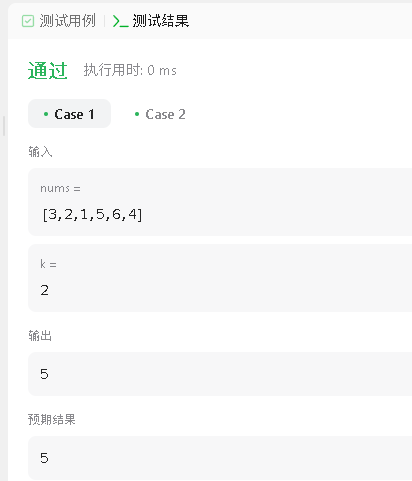 测试用例 | >_ 测试结果
通过 执行用时: 0 ms
• Case 1 • Case 2
输入
nums =
[3,2,1,5,6,4]
k =
2
输出
5
预期结果
5